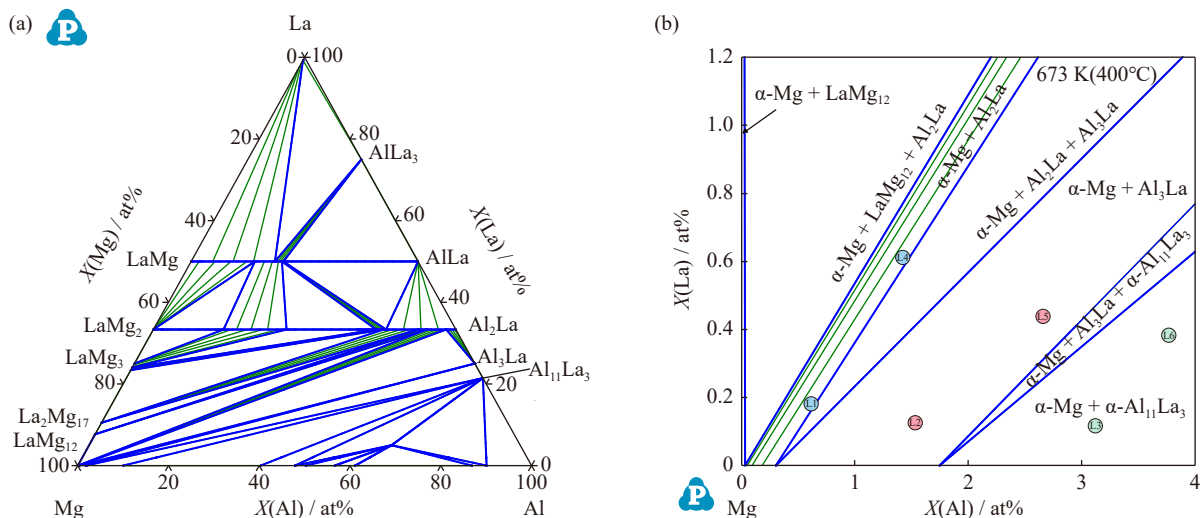 (a)
P
La
0
100
20
80
AlLa₃
40
60
X(Mg) / at%
X(La) / at%
LaMg
AlLa
60
40
LaMg₂
Al₂La
LaMg₃
Al₃La
80
20
Al₁₁La₃
La₂Mg₁₇
LaMg₁₂
100
0
20
40
60
80
100
Mg
X(Al) / at%
Al
(b)
1.2
673 K(400°C)
α-Mg + LaMg₁₂
1.0
α-Mg + LaMg₁₂ + Al₂La
α-Mg + Al₂La
α-Mg + Al₂La + Al₃La
α-Mg + Al₃La
0.8
X(La) / at%
0.6
L4
α-Mg + Al₃La + α-Al₁₁La₃
0.4
L5
L6
0.2
L1
L2
L3
α-Mg + α-Al₁₁La₃
0
1
2
3
4
P
Mg
X(Al) / at%